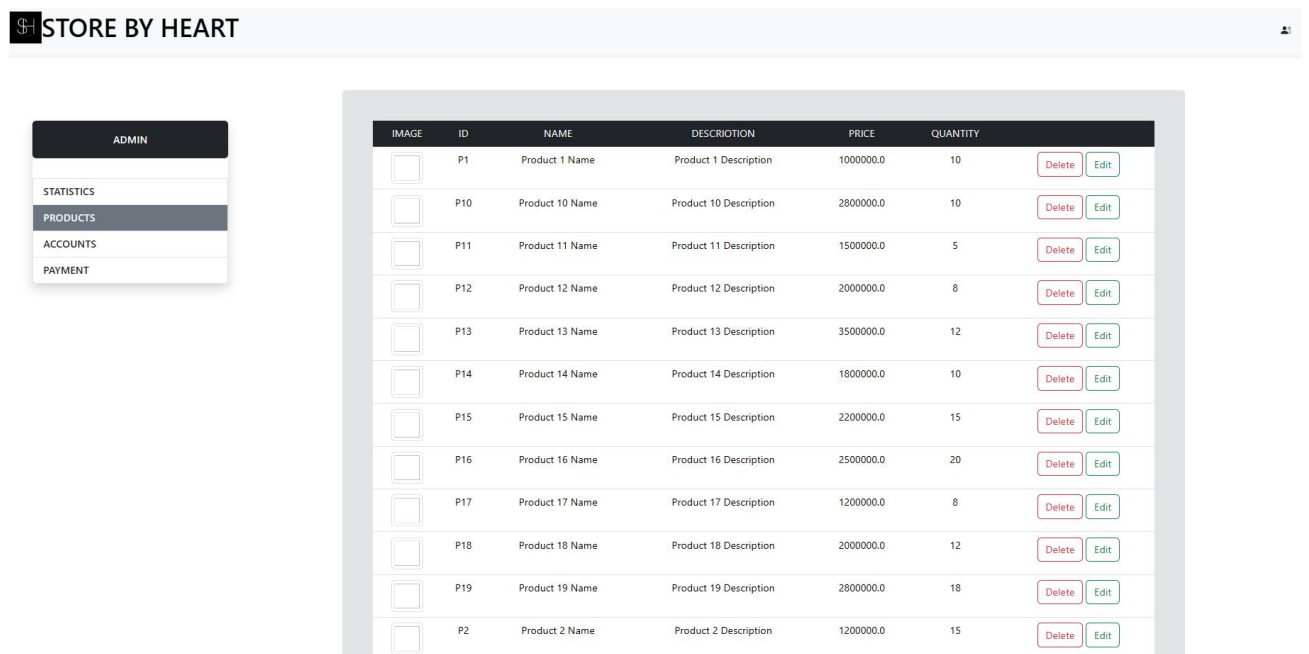 SH STORE BY HEART
ADMIN
STATISTICS
PRODUCTS
ACCOUNTS
PAYMENT
IMAGE ID NAME DESCRIOTION PRICE QUANTITY
P1 Product 1 Name Product 1 Description 1000000.0 10 Delete Edit
P10 Product 10 Name Product 10 Description 2800000.0 10 Delete Edit
P11 Product 11 Name Product 11 Description 1500000.0 5 Delete Edit
P12 Product 12 Name Product 12 Description 2000000.0 8 Delete Edit
P13 Product 13 Name Product 13 Description 3500000.0 12 Delete Edit
P14 Product 14 Name Product 14 Description 1800000.0 10 Delete Edit
P15 Product 15 Name Product 15 Description 2200000.0 15 Delete Edit
P16 Product 16 Name Product 16 Description 2500000.0 20 Delete Edit
P17 Product 17 Name Product 17 Description 1200000.0 8 Delete Edit
P18 Product 18 Name Product 18 Description 2000000.0 12 Delete Edit
P19 Product 19 Name Product 19 Description 2800000.0 18 Delete Edit
P2 Product 2 Name Product 2 Description 1200000.0 15 Delete Edit